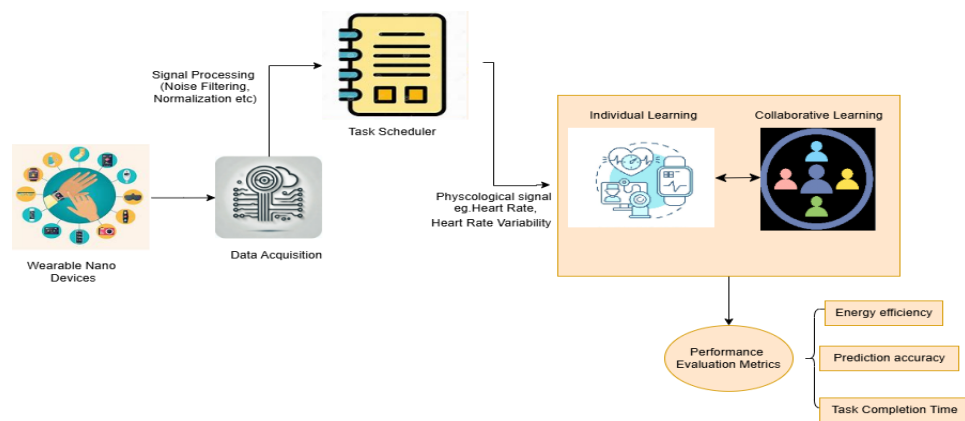 Signal Processing
(Noise Filtering,
Normalization etc)
Task Scheduler
Wearable Nano
Devices
Data Acquisition
Physcological signal
eg.Heart Rate,
Heart Rate Variability
Individual Learning
Collaborative Learning
Performance
Evaluation Metrics
Energy efficiency
Prediction accuracy
Task Completion Time